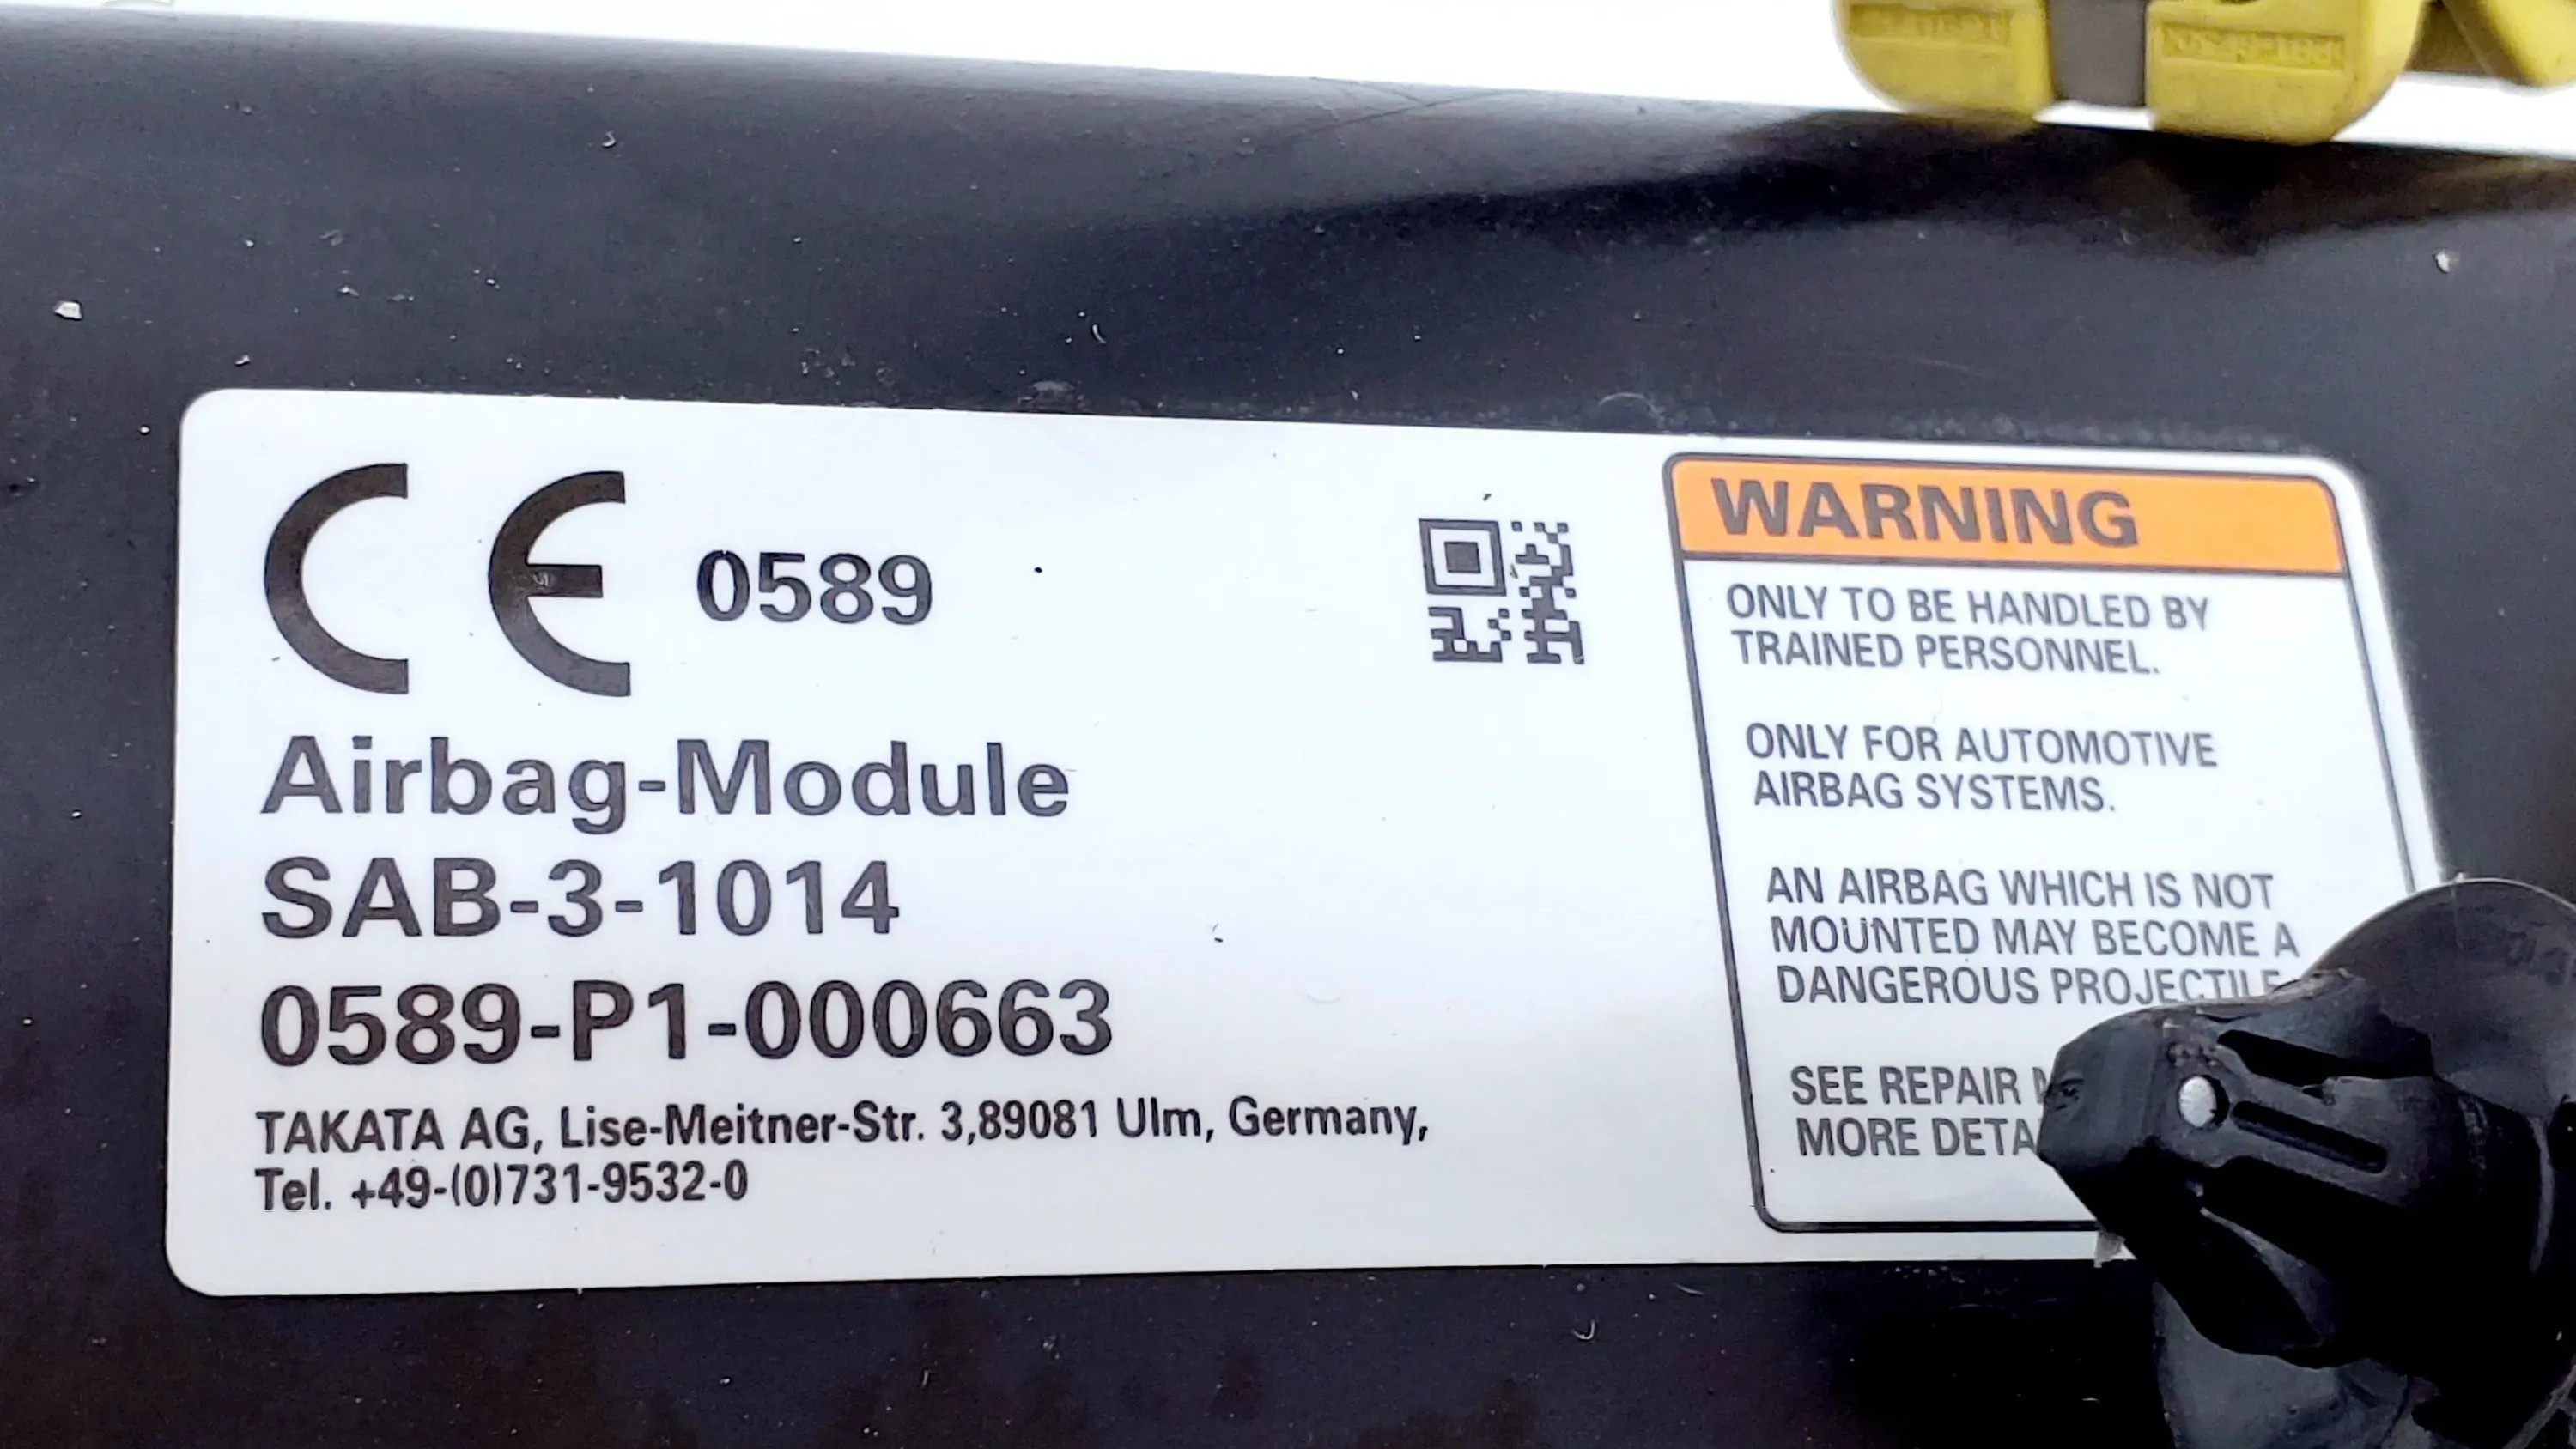 CE 0589
Airbag-Module
SAB-3-1014
0589-P1-000663
TAKATA AG, Lise-Meitner-Str. 3,89081 Ulm, Germany,
Tel. +49-(0)731-9532-0
WARNING
ONLY TO BE HANDLED BY
TRAINED PERSONNEL.
ONLY FOR AUTOMOTIVE
AIRBAG SYSTEMS.
AN AIRBAG WHICH IS NOT
MOUNTED MAY BECOME A
DANGEROUS PROJECTILE
SEE REPAIR
MORE